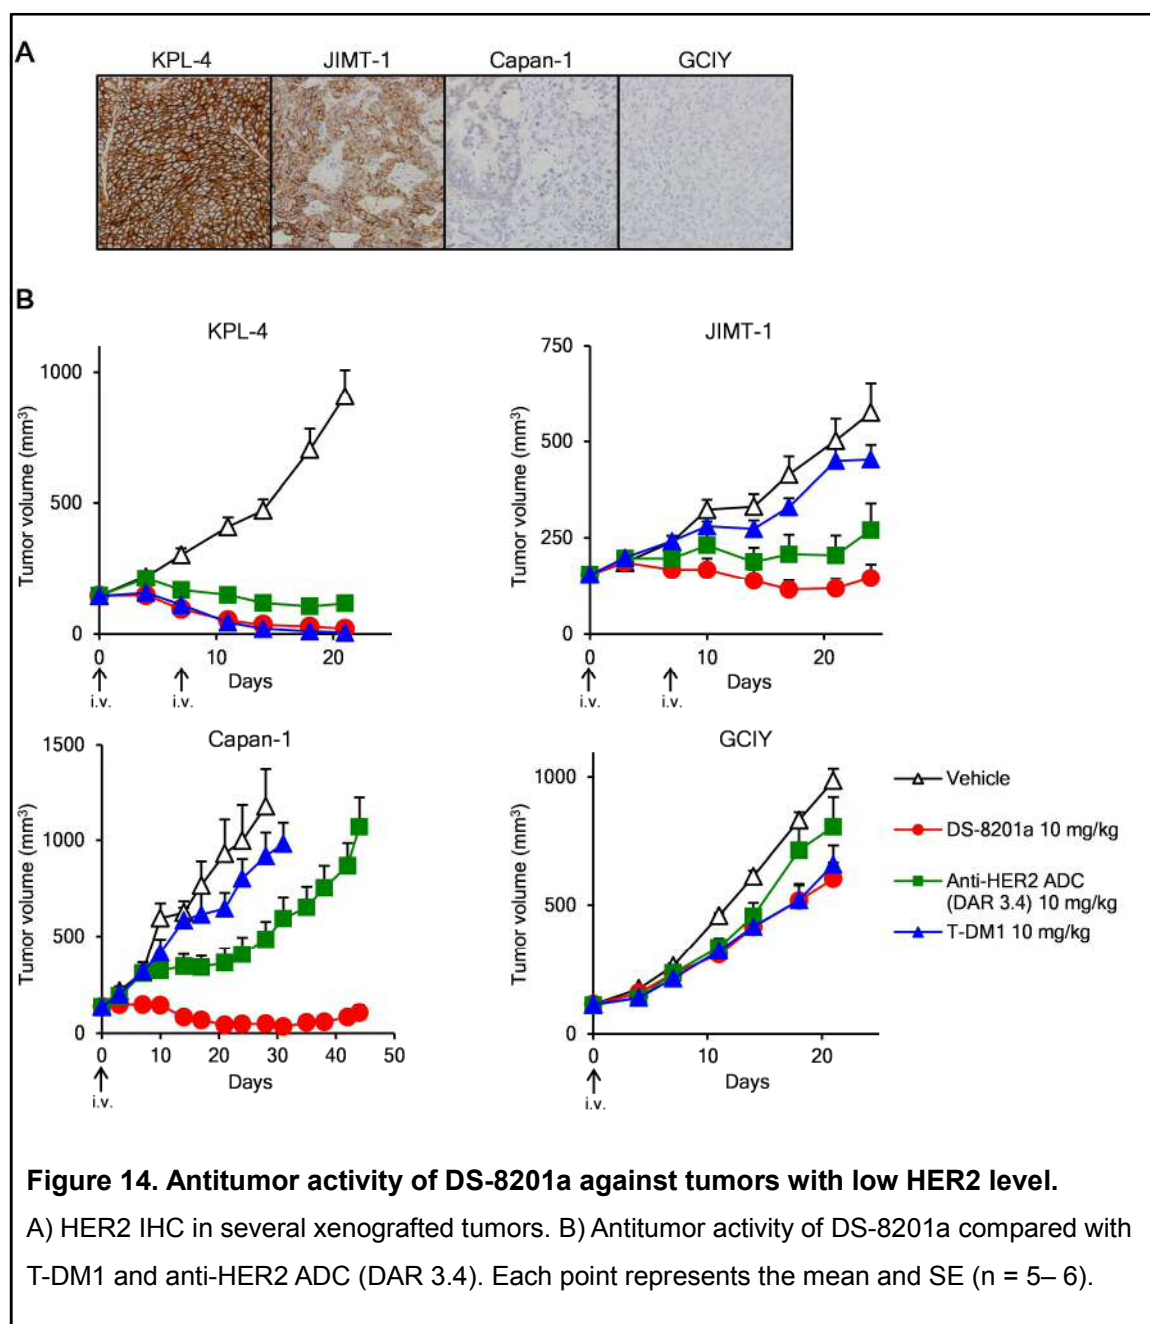 A
KPL-4 JIMT-1 Capan-1 GCIY
B
KPL-4
Tumor volume (mm³)
1000
500
0
0 10 20
Days
i.v. i.v.
JIMT-1
Tumor volume (mm³)
750
500
250
0
0 10 20
Days
i.v. i.v.
Capan-1
Tumor volume (mm³)
1500
1000
500
0
0 10 20 30 40 50
Days
i.v.
GCIY
Tumor volume (mm³)
1000
500
0
0 10 20
Days
i.v.
Vehicle
DS-8201a 10 mg/kg
Anti-HER2 ADC
(DAR 3.4) 10 mg/kg
T-DM1 10 mg/kg
Figure 14. Antitumor activity of DS-8201a against tumors with low HER2 level.
A) HER2 IHC in several xenografted tumors. B) Antitumor activity of DS-8201a compared with
T-DM1 and anti-HER2 ADC (DAR 3.4). Each point represents the mean and SE (n = 5– 6).